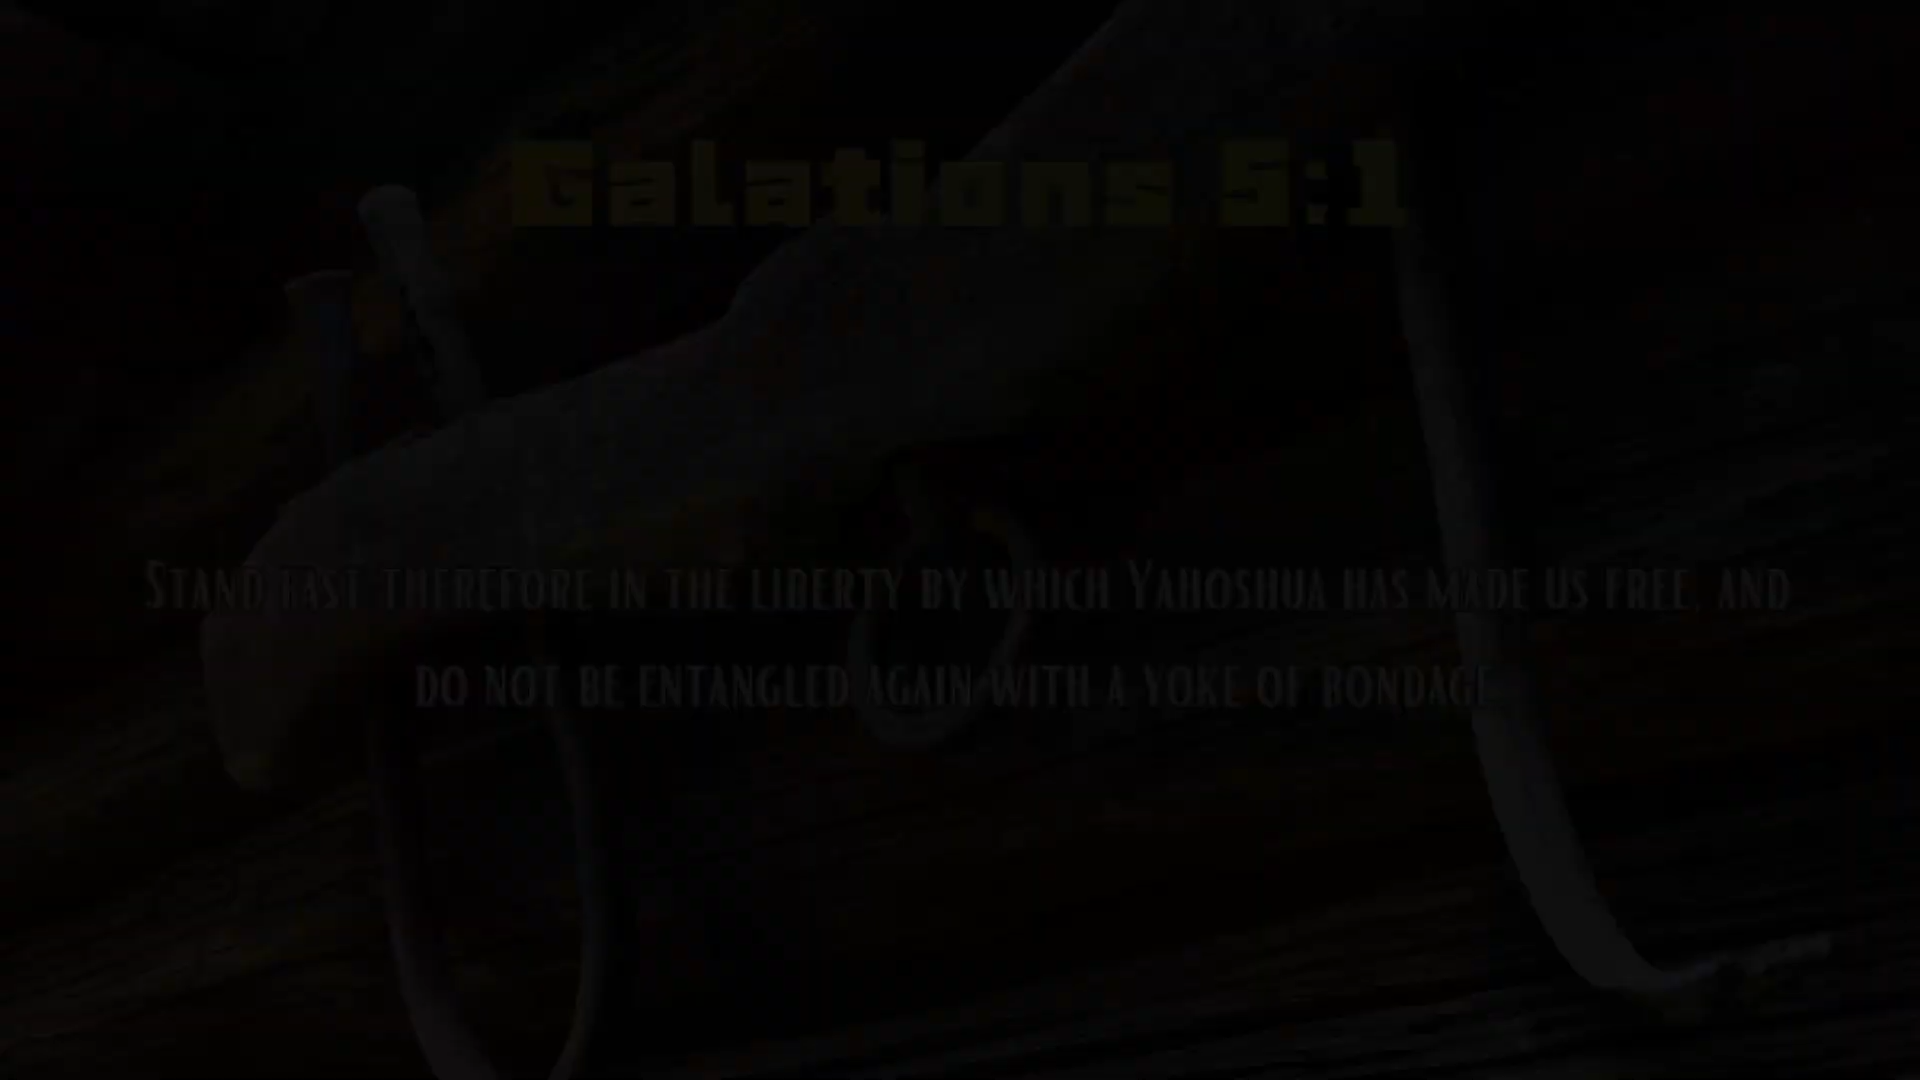 Galations 5:1
Stand fast therefore in the liberty by which Yahoshua has made us free, and
do not be entangled again with a yoke of bondage